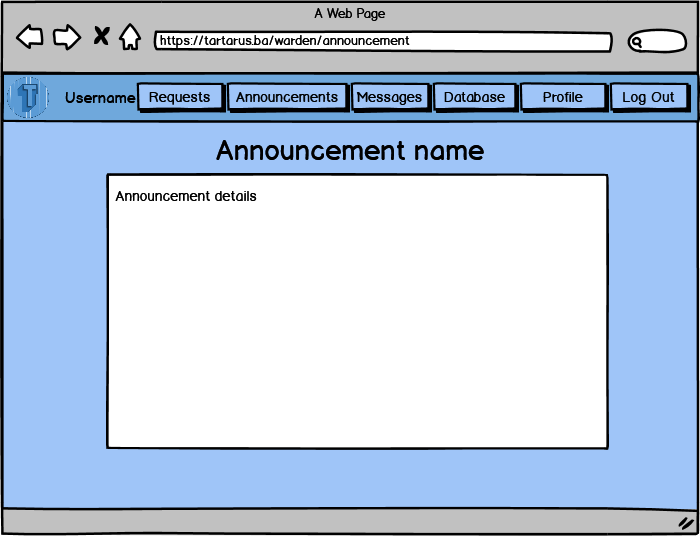 A Web Page
https://tartarus.ba/warden/announcement
Username Requests Announcements Messages Database Profile Log Out
Announcement name
Announcement details